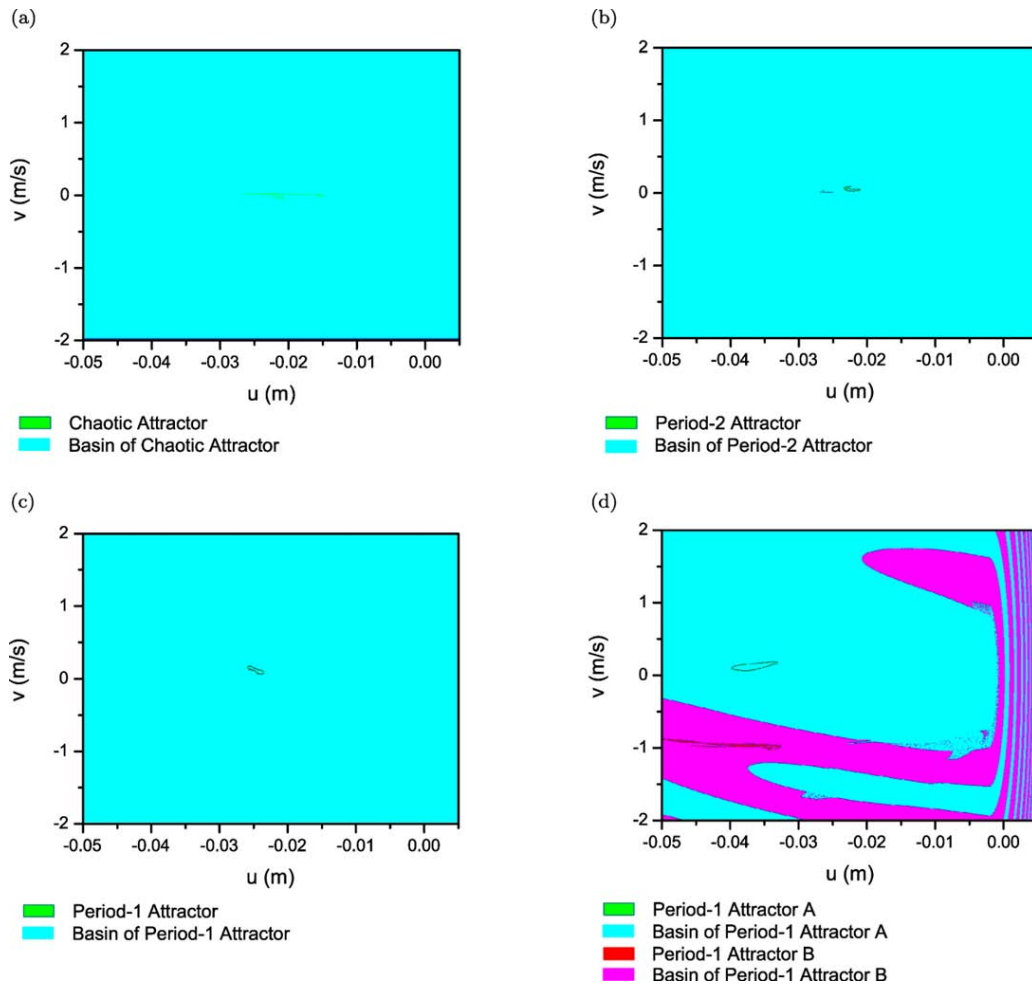 (a)
2
1
0
-1
-2
v (m/s)
-0.05 -0.04 -0.03 -0.02 -0.01 0.00
u (m)
Chaotic Attractor
Basin of Chaotic Attractor
(b)
2
1
0
-1
-2
v (m/s)
-0.05 -0.04 -0.03 -0.02 -0.01 0.00
u (m)
Period-2 Attractor
Basin of Period-2 Attractor
(c)
2
1
0
-1
-2
v (m/s)
-0.05 -0.04 -0.03 -0.02 -0.01 0.00
u (m)
Period-1 Attractor
Basin of Period-1 Attractor
(d)
2
1
0
-1
-2
v (m/s)
-0.05 -0.04 -0.03 -0.02 -0.01 0.00
u (m)
Period-1 Attractor A
Basin of Period-1 Attractor A
Period-1 Attractor B
Basin of Period-1 Attractor B